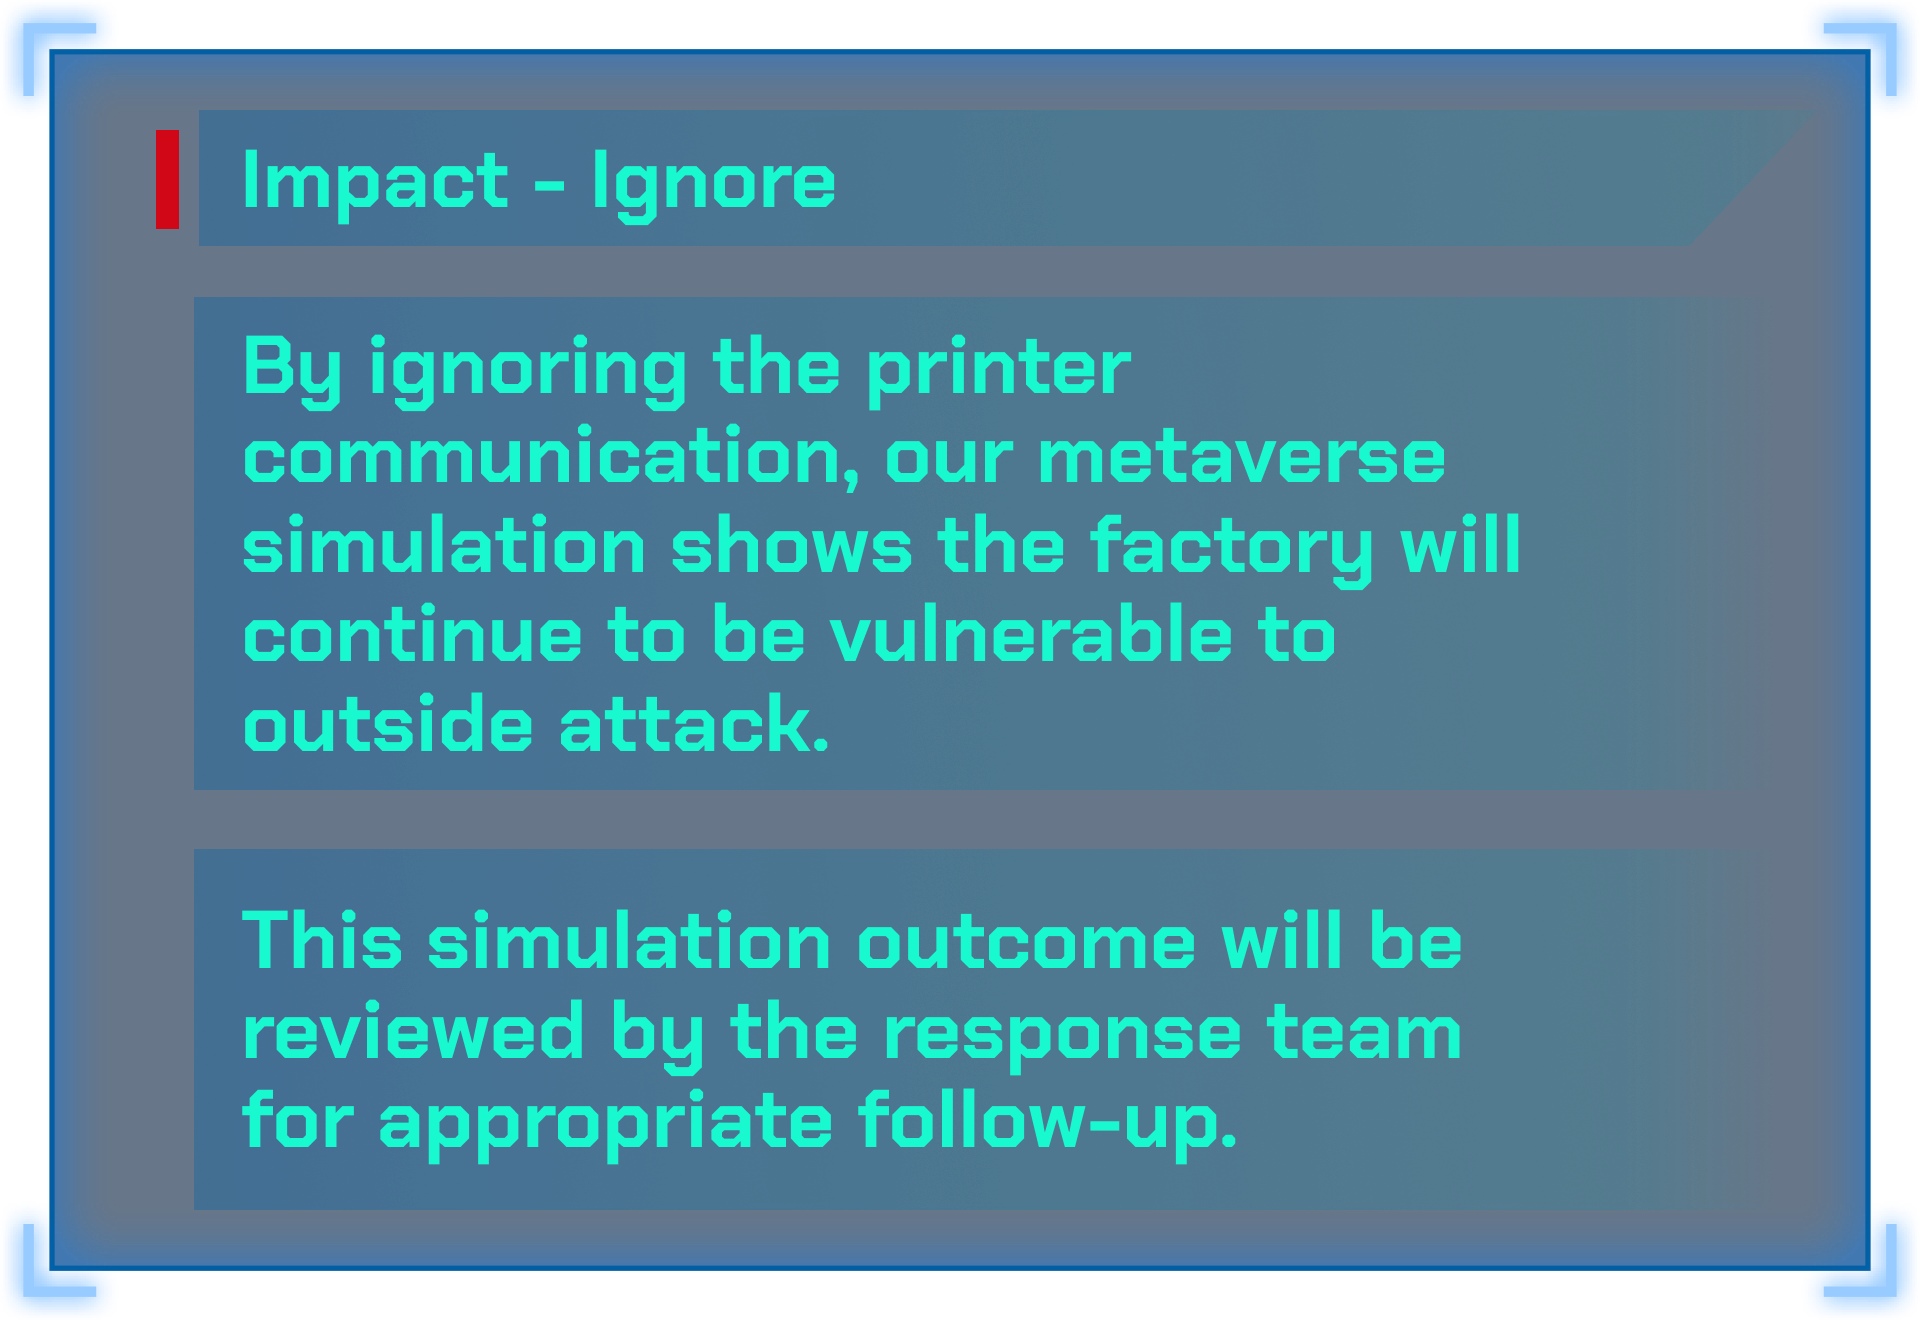 Impact - Ignore
By ignoring the printer
communication, our metaverse
simulation shows the factory will
continue to be vulnerable to
outside attack.
This simulation outcome will be
reviewed by the response team
for appropriate follow-up.